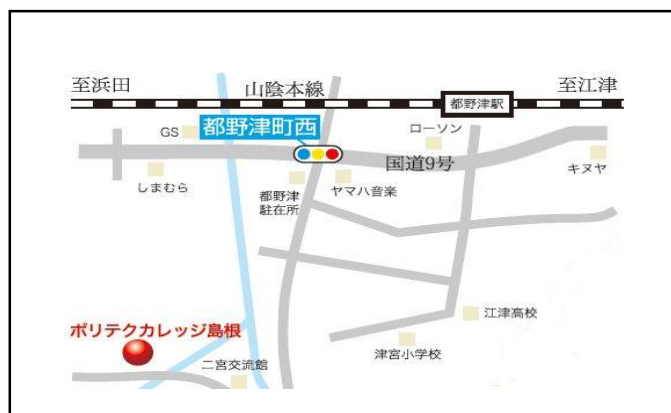 至浜田
山陰本線
至江津
都野津駅
GS
都野津町西
ローソン
国道9号
キヌヤ
しまむら
都野津
駐在所
ヤマハ音楽
江津高校
ポリテクカレッジ島根
津宮小学校
二宮交流館